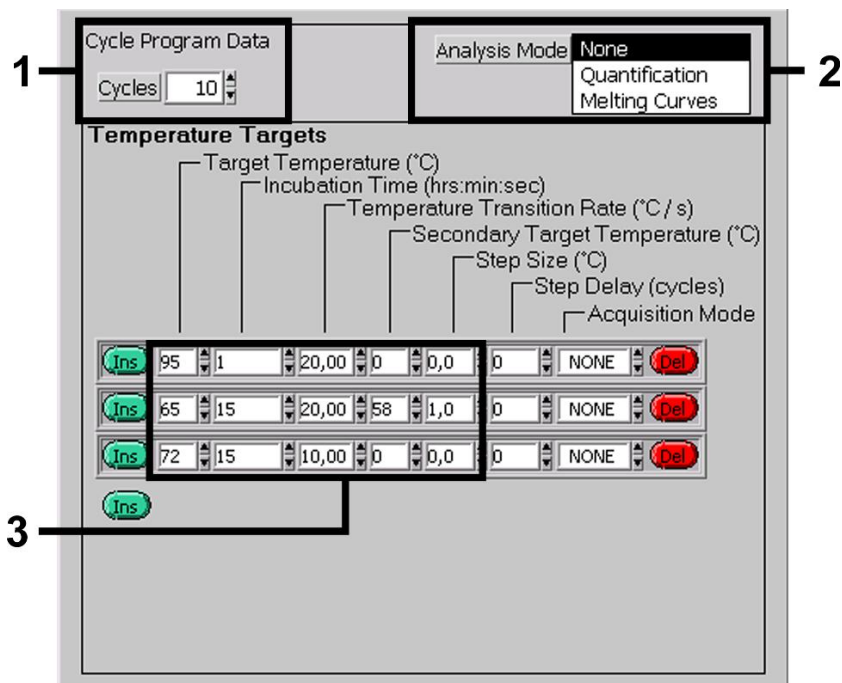 1
Cycle Program Data
Cycles 10
Analysis Mode None
Quantification
Melting Curves
2
Temperature Targets
Target Temperature (°C)
Incubation Time (hrs:min:sec)
Temperature Transition Rate (°C / s)
Secondary Target Temperature (°C)
Step Size (°C)
Step Delay (cycles)
Acquisition Mode
Ins 95 1 20,00 0 0,0 0 NONE Del
Ins 65 15 20,00 58 1,0 0 NONE Del
Ins 72 15 10,00 0 0,0 0 NONE Del
Ins
3